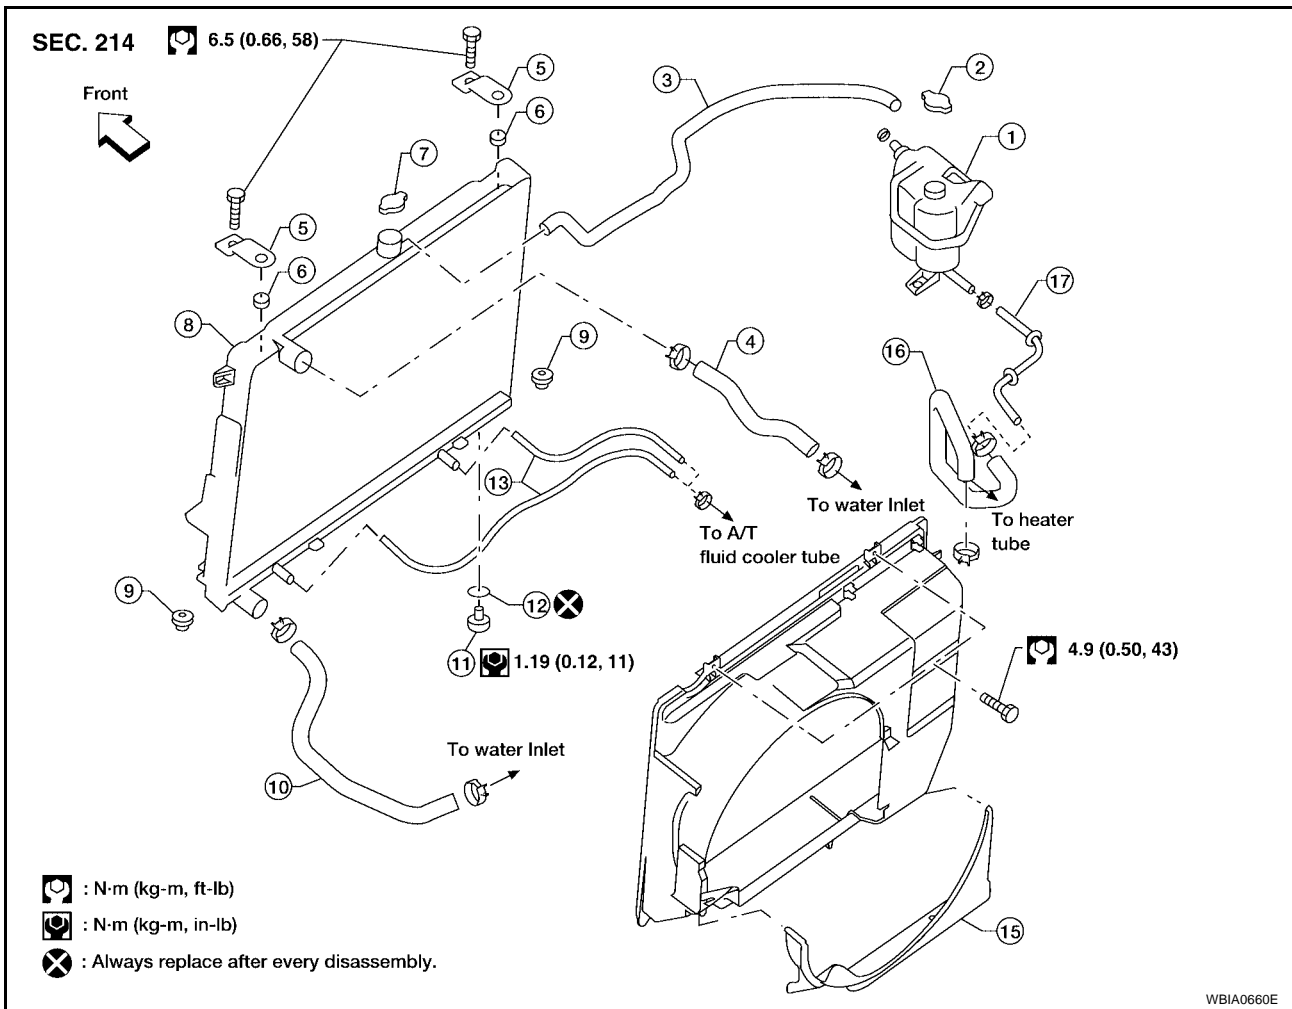 SEC. 214
6.5 (0.66, 58)
Front
5
6
7
3
2
1
5
6
8
9
4
17
16
13
To water Inlet
To A/T
fluid cooler tube
To heater
tube
9
12
11
1.19 (0.12, 11)
4.9 (0.50, 43)
To water Inlet
10
15
: N·m (kg-m, ft-lb)
: N·m (kg-m, in-lb)
: Always replace after every disassembly.
WBIA0660E